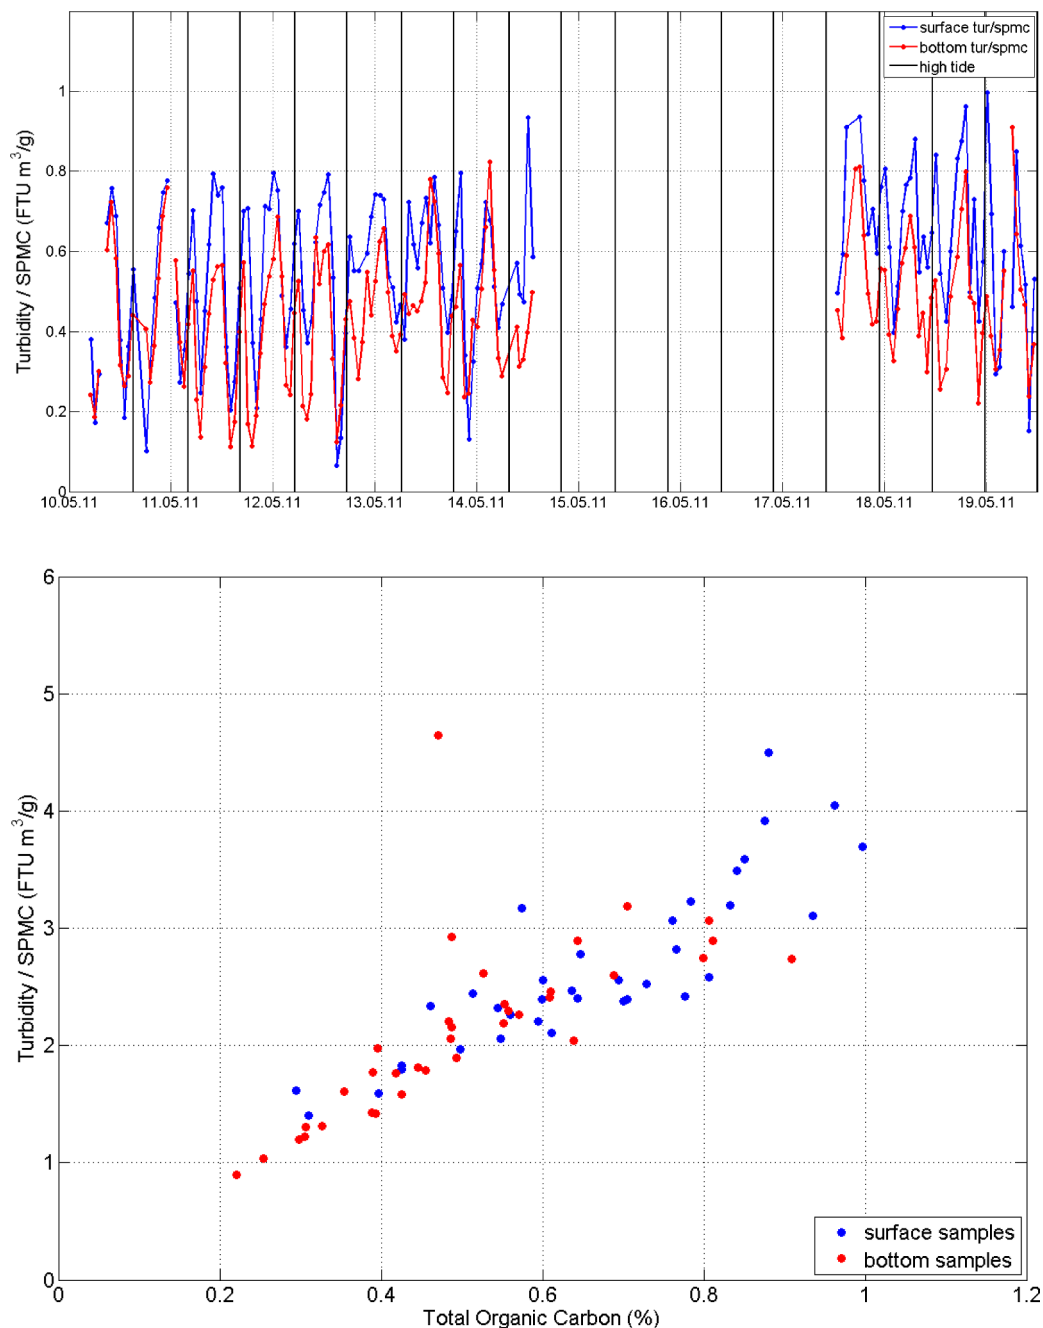 surface tur/spmc
bottom tur/spmc
high tide
Turbidity / SPMC (FTU m³/g)
1
0.8
0.6
0.4
0.2
0
10.05.11 11.05.11 12.05.11 13.05.11 14.05.11 15.05.11 16.05.11 17.05.11 18.05.11 19.05.11
Turbidity / SPMC (FTU m³/g)
6
5
4
3
2
1
0
surface samples
bottom samples
0 0.2 0.4 0.6 0.8 1 1.2
Total Organic Carbon (%)